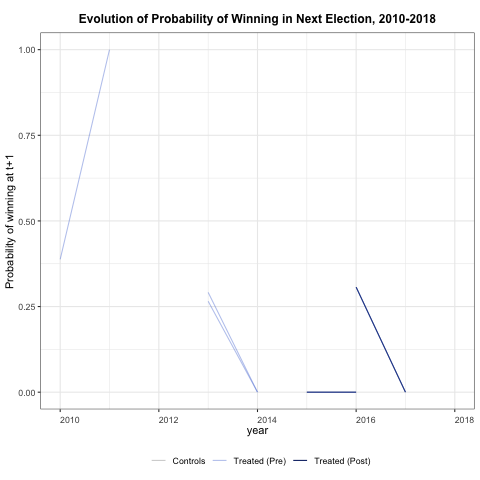 Evolution of Probability of Winning in Next Election, 2010-2018
1.00
0.75
0.50
0.25
0.00
Probability of winning at t+1
2010 2012 2014 2016 2018
year
Controls Treated (Pre) Treated (Post)